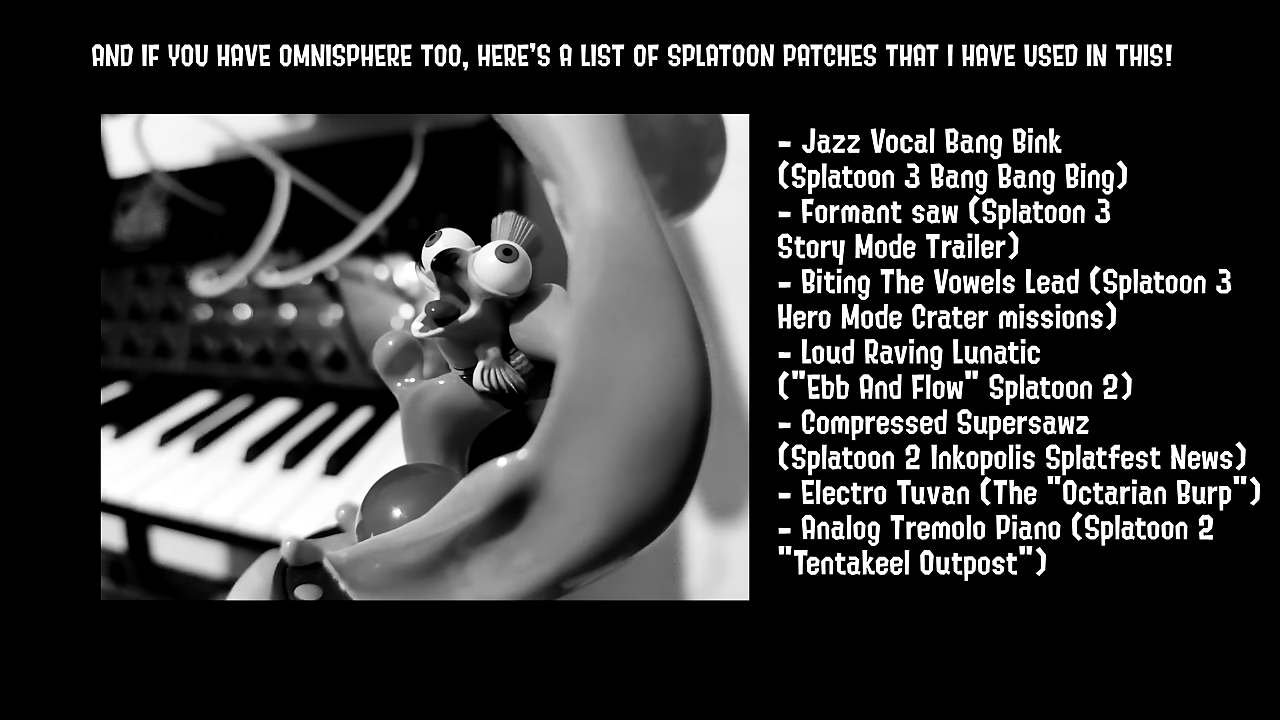 AND IF YOU HAVE OMNISPHERE TOO, HERE'S A LIST OF SPLATOON PATCHES THAT I HAVE USED IN THIS!
- Jazz Vocal Bang Bink
(Splatoon 3 Bang Bang Bing)
- Formant saw (Splatoon 3
Story Mode Trailer)
- Biting The Vowels Lead (Splatoon 3
Hero Mode Crater missions)
- Loud Raving Lunatic
("Ebb And Flow" Splatoon 2)
- Compressed Supersawz
(Splatoon 2 Inkopolis Splatfest News)
- Electro Tuvan (The "Octarian Burp")
- Analog Tremolo Piano (Splatoon 2
"Tentakeel Outpost")